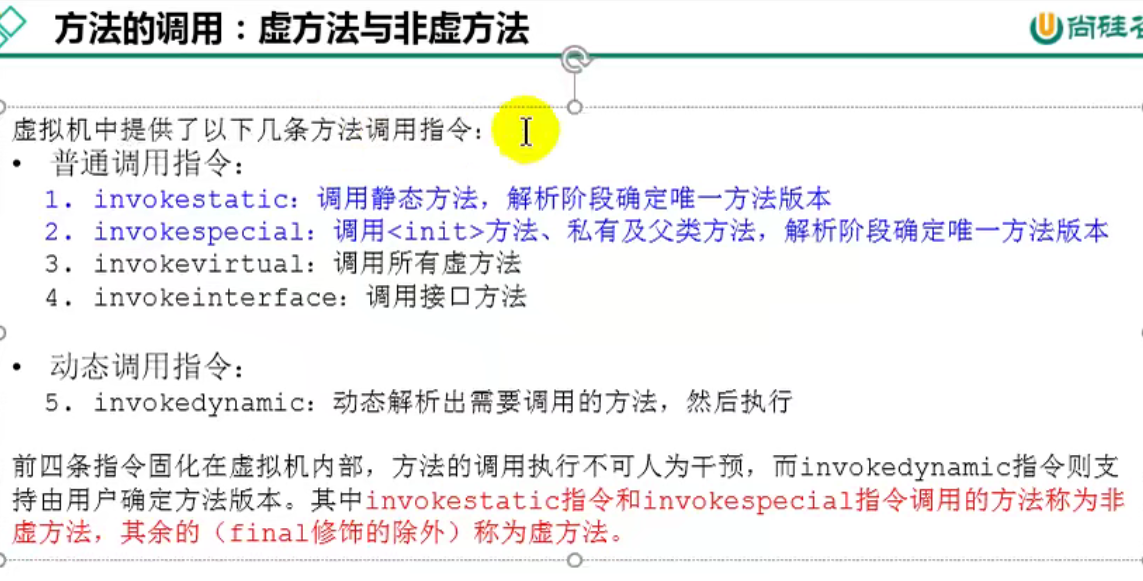 方法的调用：虚方法与非虚方法
尚硅谷
虚拟机中提供了以下几条方法调用指令：
• 普通调用指令：
1. invokestatic：调用静态方法，解析阶段确定唯一方法版本
2. invokespecial：调用<init>方法、私有及父类方法，解析阶段确定唯一方法版本
3. invokevirtual：调用所有虚方法
4. invokeinterface：调用接口方法
• 动态调用指令：
5. invokedynamic：动态解析出需要调用的方法，然后执行
前四条指令固化在虚拟机内部，方法的调用执行不可人为干预，而invokedynamic指令则支
持由用户确定方法版本。其中invokestatic指令和invokespecial指令调用的方法称为非
虚方法，其余的（final修饰的除外）称为虚方法。